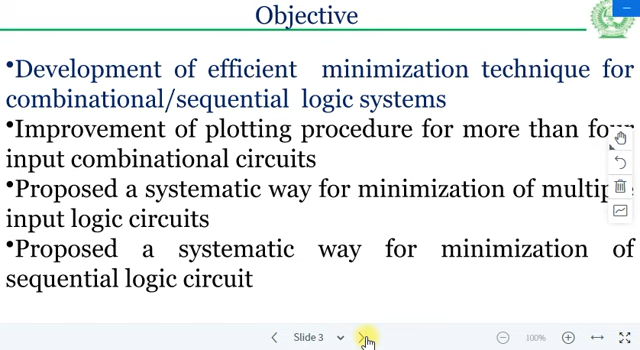 Objective
•Development of efficient minimization technique for
combinational/sequential logic systems
•Improvement of plotting procedure for more than four
input combinational circuits
•Proposed a systematic way for minimization of multiple
input logic circuits
•Proposed a systematic way for minimization of
sequential logic circuit
Slide 3
100%